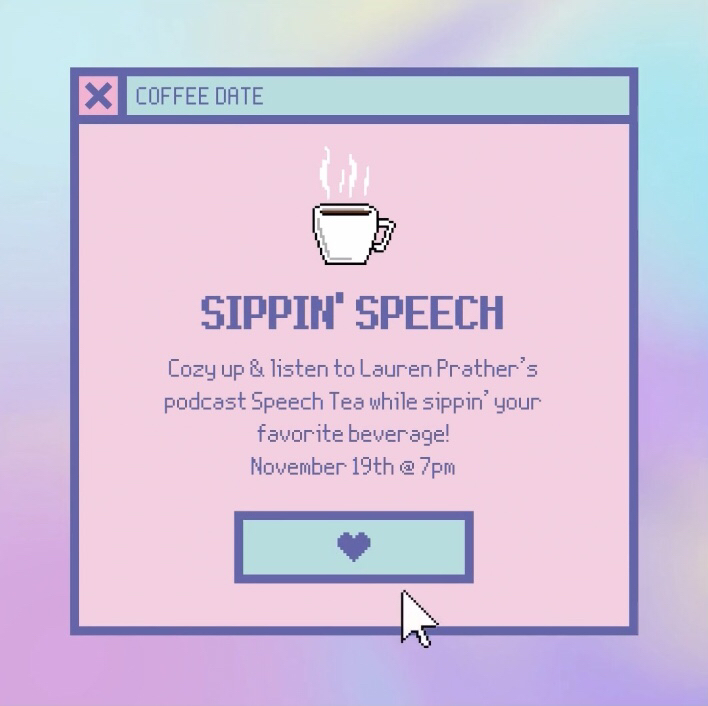 COFFEE DATE
SIPPIN' SPEECH
Cozy up & listen to Lauren Prather's
podcast Speech Tea while sippin' your
favorite beverage!
November 19th @ 7pm